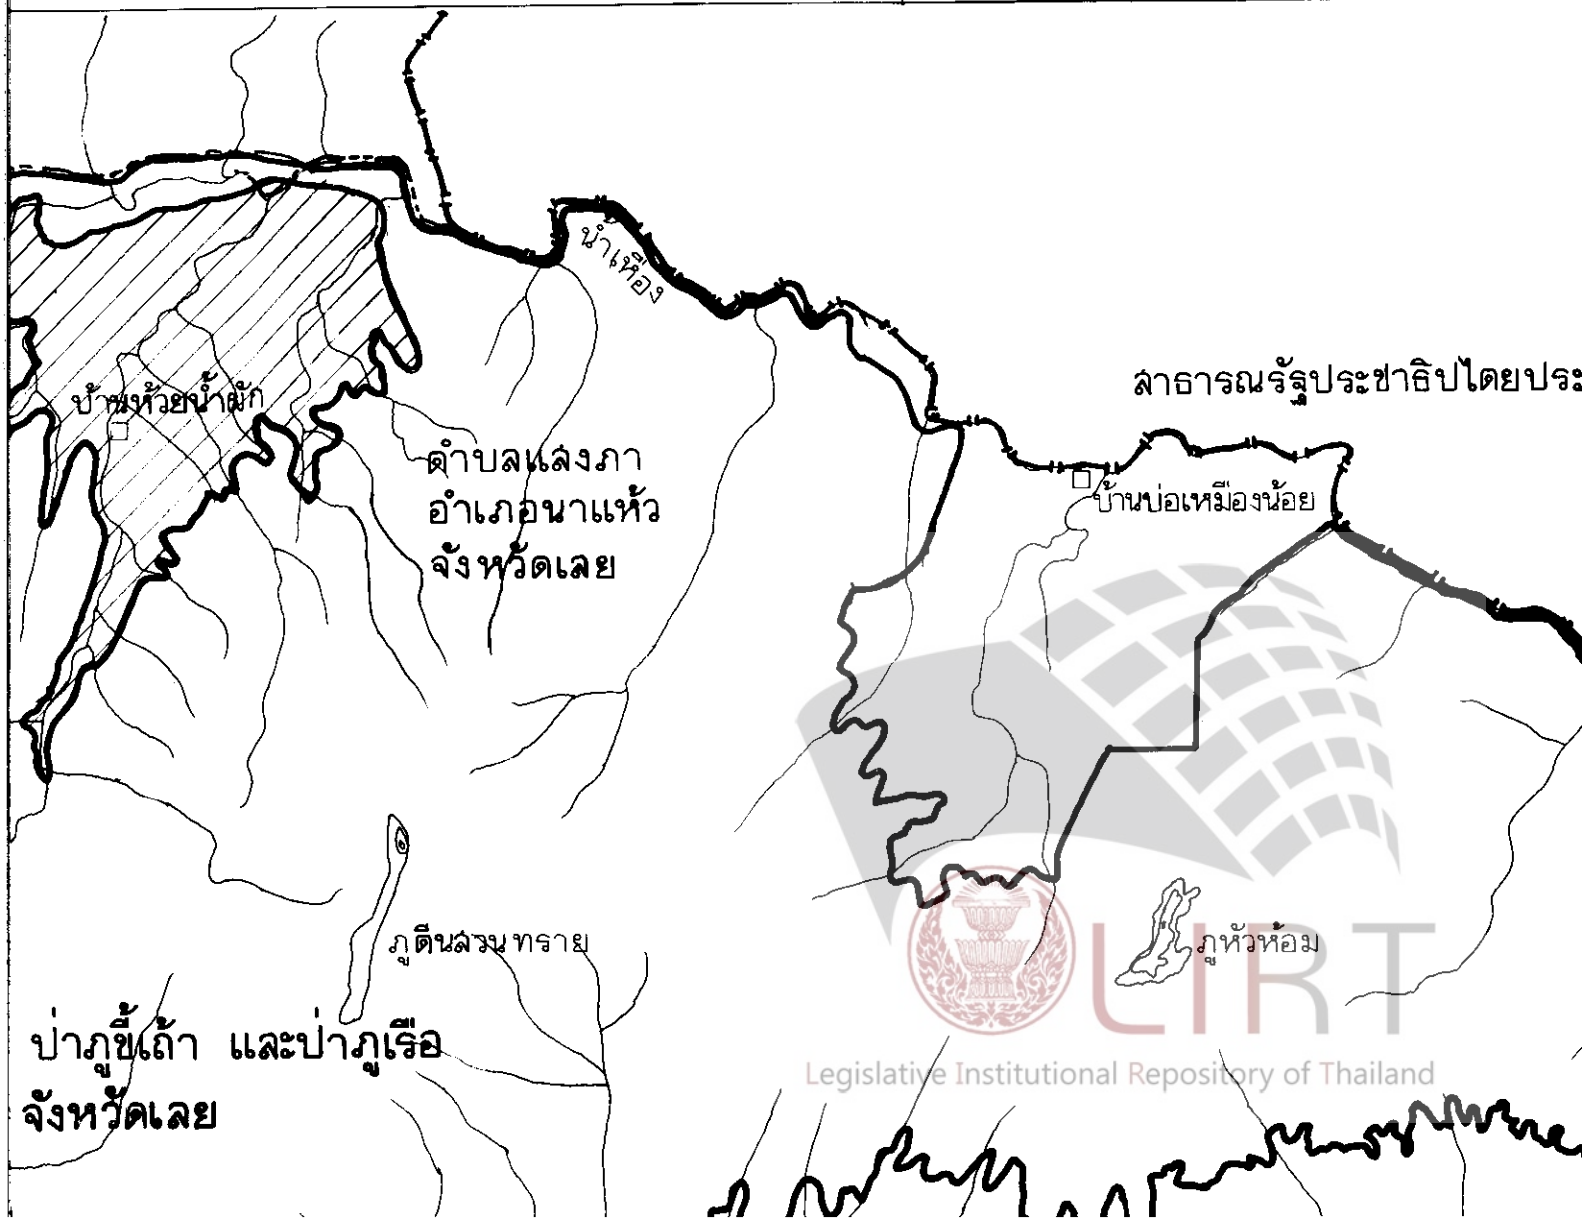 น้ำเหือง
สาธารณรัฐประชาธิปไตยประ
บ้านห้วยน้ำผัก
ตำบลแสงภา
อำเภอนาแห้ว
จังหวัดเลย
บ้านบ่อเหมืองน้อย
ภูตีนสวนทราย
ภูหัวห้อม
ป่าภูขี้เถ้า และป่าภูเรือ
จังหวัดเลย
LIRT
Legislative Institutional Repository of Thailand